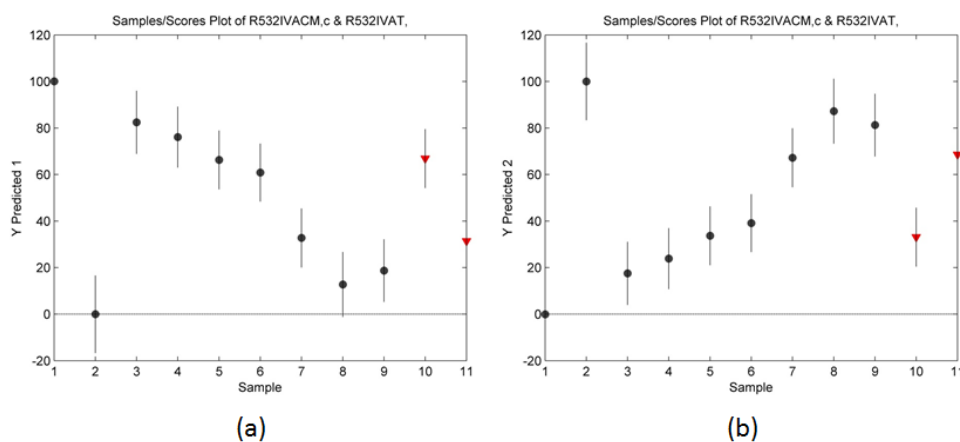 Samples/Scores Plot of R532IVACM,c & R532IVAT,
Y Predicted 1
120
100
80
60
40
20
0
-20
1 2 3 4 5 6 7 8 9 10 11
Sample
(a)
Samples/Scores Plot of R532IVACM,c & R532IVAT,
Y Predicted 2
120
100
80
60
40
20
0
-20
1 2 3 4 5 6 7 8 9 10 11
Sample
(b)